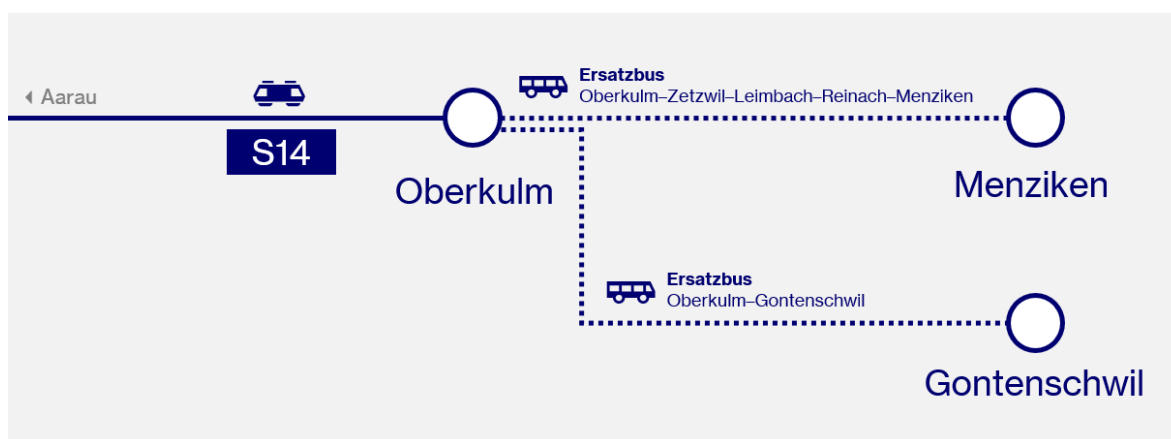 Aarau
S14
Oberkulm
Ersatzbus
Oberkulm–Zetzwil–Leimbach–Reinach–Menziken
Menziken
Ersatzbus
Oberkulm–Gontenschwil
Gontenschwil